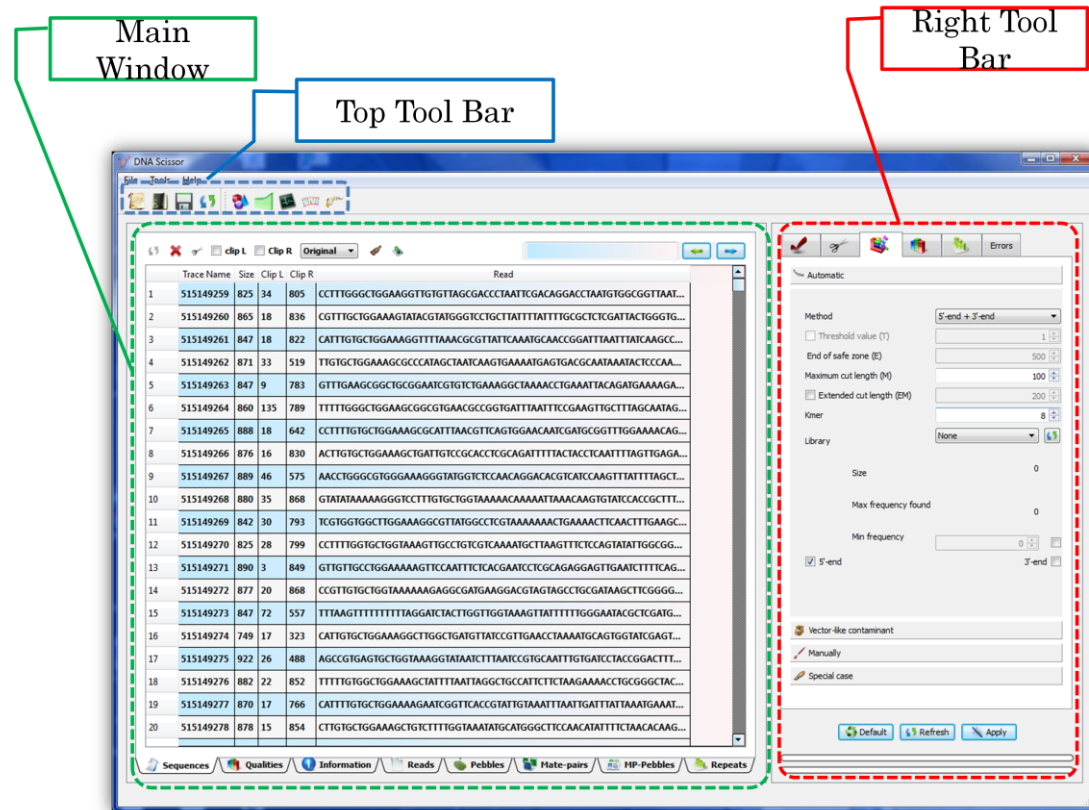 Main
Window
Right Tool
Bar
Top Tool Bar
DNA Scissor
File Tools Help
clip L Clip R Original
Trace Name Size Clip L Clip R Read
1 515149259 825 34 805 CCTTTGGGCTGGAAGGTTGTGTTAGCGACCCTAATTCGACAGGACCTAATGTGGCGGTTAAT...
2 515149260 865 18 836 CGTTTGCTGGAAAGTATACGTATGGGTCCTGCTTATTTTATTTTGCGCTCTCGATTACTGGGTG...
3 515149261 847 18 822 CATTTGTGCTGGAAAGGTTTTAAACGCGTTATTCAAATGCAACCGGATTTAATTTATCAAGCC...
4 515149262 871 33 519 TTGTGCTGGAAAGCGCCCATAGCTAATCAAGTGAAAATGAGTGACGCAATAAATACTCCCAA...
5 515149263 847 9 783 GTTTGAAGCGGCTGCGGAATCGTGTCTGAAAGGCTAAAACCTGAAATTACAGATGAAAAGA...
6 515149264 860 135 789 TTTTTGGGCTGGAAGCGGCGTGAACGCCGGTGATTTAATTTCCGAAGTTGCTTTAGCAATAG...
7 515149265 888 18 642 CCTTTTGTGCTGGAAAGCGCATTTAACGTTCAGTGGAACAATCGATGCGGTTTGGAAAACAG...
8 515149266 876 16 830 ACTTGTGCTGGAAAGCTGATTGTCCGCACCTCGCAGATTTTTACTACCTCAATTTTAGTTGAGA...
9 515149267 889 46 575 AACCTGGGCGTGGGAAAGGGTATGGTCTCCAACAGGACACGTCATCCAAGTTTATTTTAGCT...
10 515149268 880 35 868 GTATATAAAAAGGGTCCTTTGTGCTGGTAAAAACAAAAATTAAACAAGTGTATCCACCGCTTT...
11 515149269 842 30 793 TCGTGGTGGCTTGGAAAGGCGTTATGGCCTCGTAAAAAAACTGAAAACTTCAACTTTGAAGC...
12 515149270 825 28 799 CCTTTTGGTGCTGGTAAAGTTGCCTGTCGTCAAAATGCTTAAGTTTCTCCAGTATATTGGCGG...
13 515149271 890 3 849 GTTGTTGCCTGGAAAAAGTTCCAATTTCTCACGAATCCTCGCAGAGGAGTTGAATCTTTTCAG...
14 515149272 877 20 868 CCGTTGTGCTGGTAAAAAAGAGGCGATGAAGGACGTAGTAGCCTGCGATAAGCTTCGGGG...
15 515149273 847 72 557 TTTAAGTTTTTTTTTTAGGATCTACTTGGTTGGTAAAGTTATTTTTTGGGAATACGCTCGATG...
16 515149274 749 17 323 CATTGTGCTGGAAAGGCTTGGCTGATGTTATCCGTTGAACCTAAAATGCAGTGGTATCGAGT...
17 515149275 922 26 488 AGCCGTGAGTGCTGGTAAAGGTATAATCTTTAATCCGTGCAATTTGTGATCCTACCGGACTTT...
18 515149276 882 22 852 TTTTTGTGGCTGGAAAGCTATTTTAATTAGGCTGCCATTCTTCTAAGAAAACCTGCGGGCTAC...
19 515149277 870 17 766 CATTTTGTGCTGGAAAAGAATCGGTTCACCGTATTGTAAATTTAATTGATTTATTAAATGAAAT...
20 515149278 878 15 854 CTTGTGCTGGAAAGCTGTCTTTTGGTAAATATGCATGGGCTTCCAACATATTTTCTAACACAAG...
Sequences Qualities Information Reads Pebbles Mate-pairs MP-Pebbles Repeats
Errors
Automatic
Method 5'-end + 3'-end
Threshold value (T) 1
End of safe zone (E) 500
Maximum cut length (M) 100
Extended cut length (EM) 200
Kmer 8
Library None
Size 0
Max frequency found 0
Min frequency 0
5'-end 3'-end
Vector-like contaminant
Manually
Special case
Default Refresh Apply